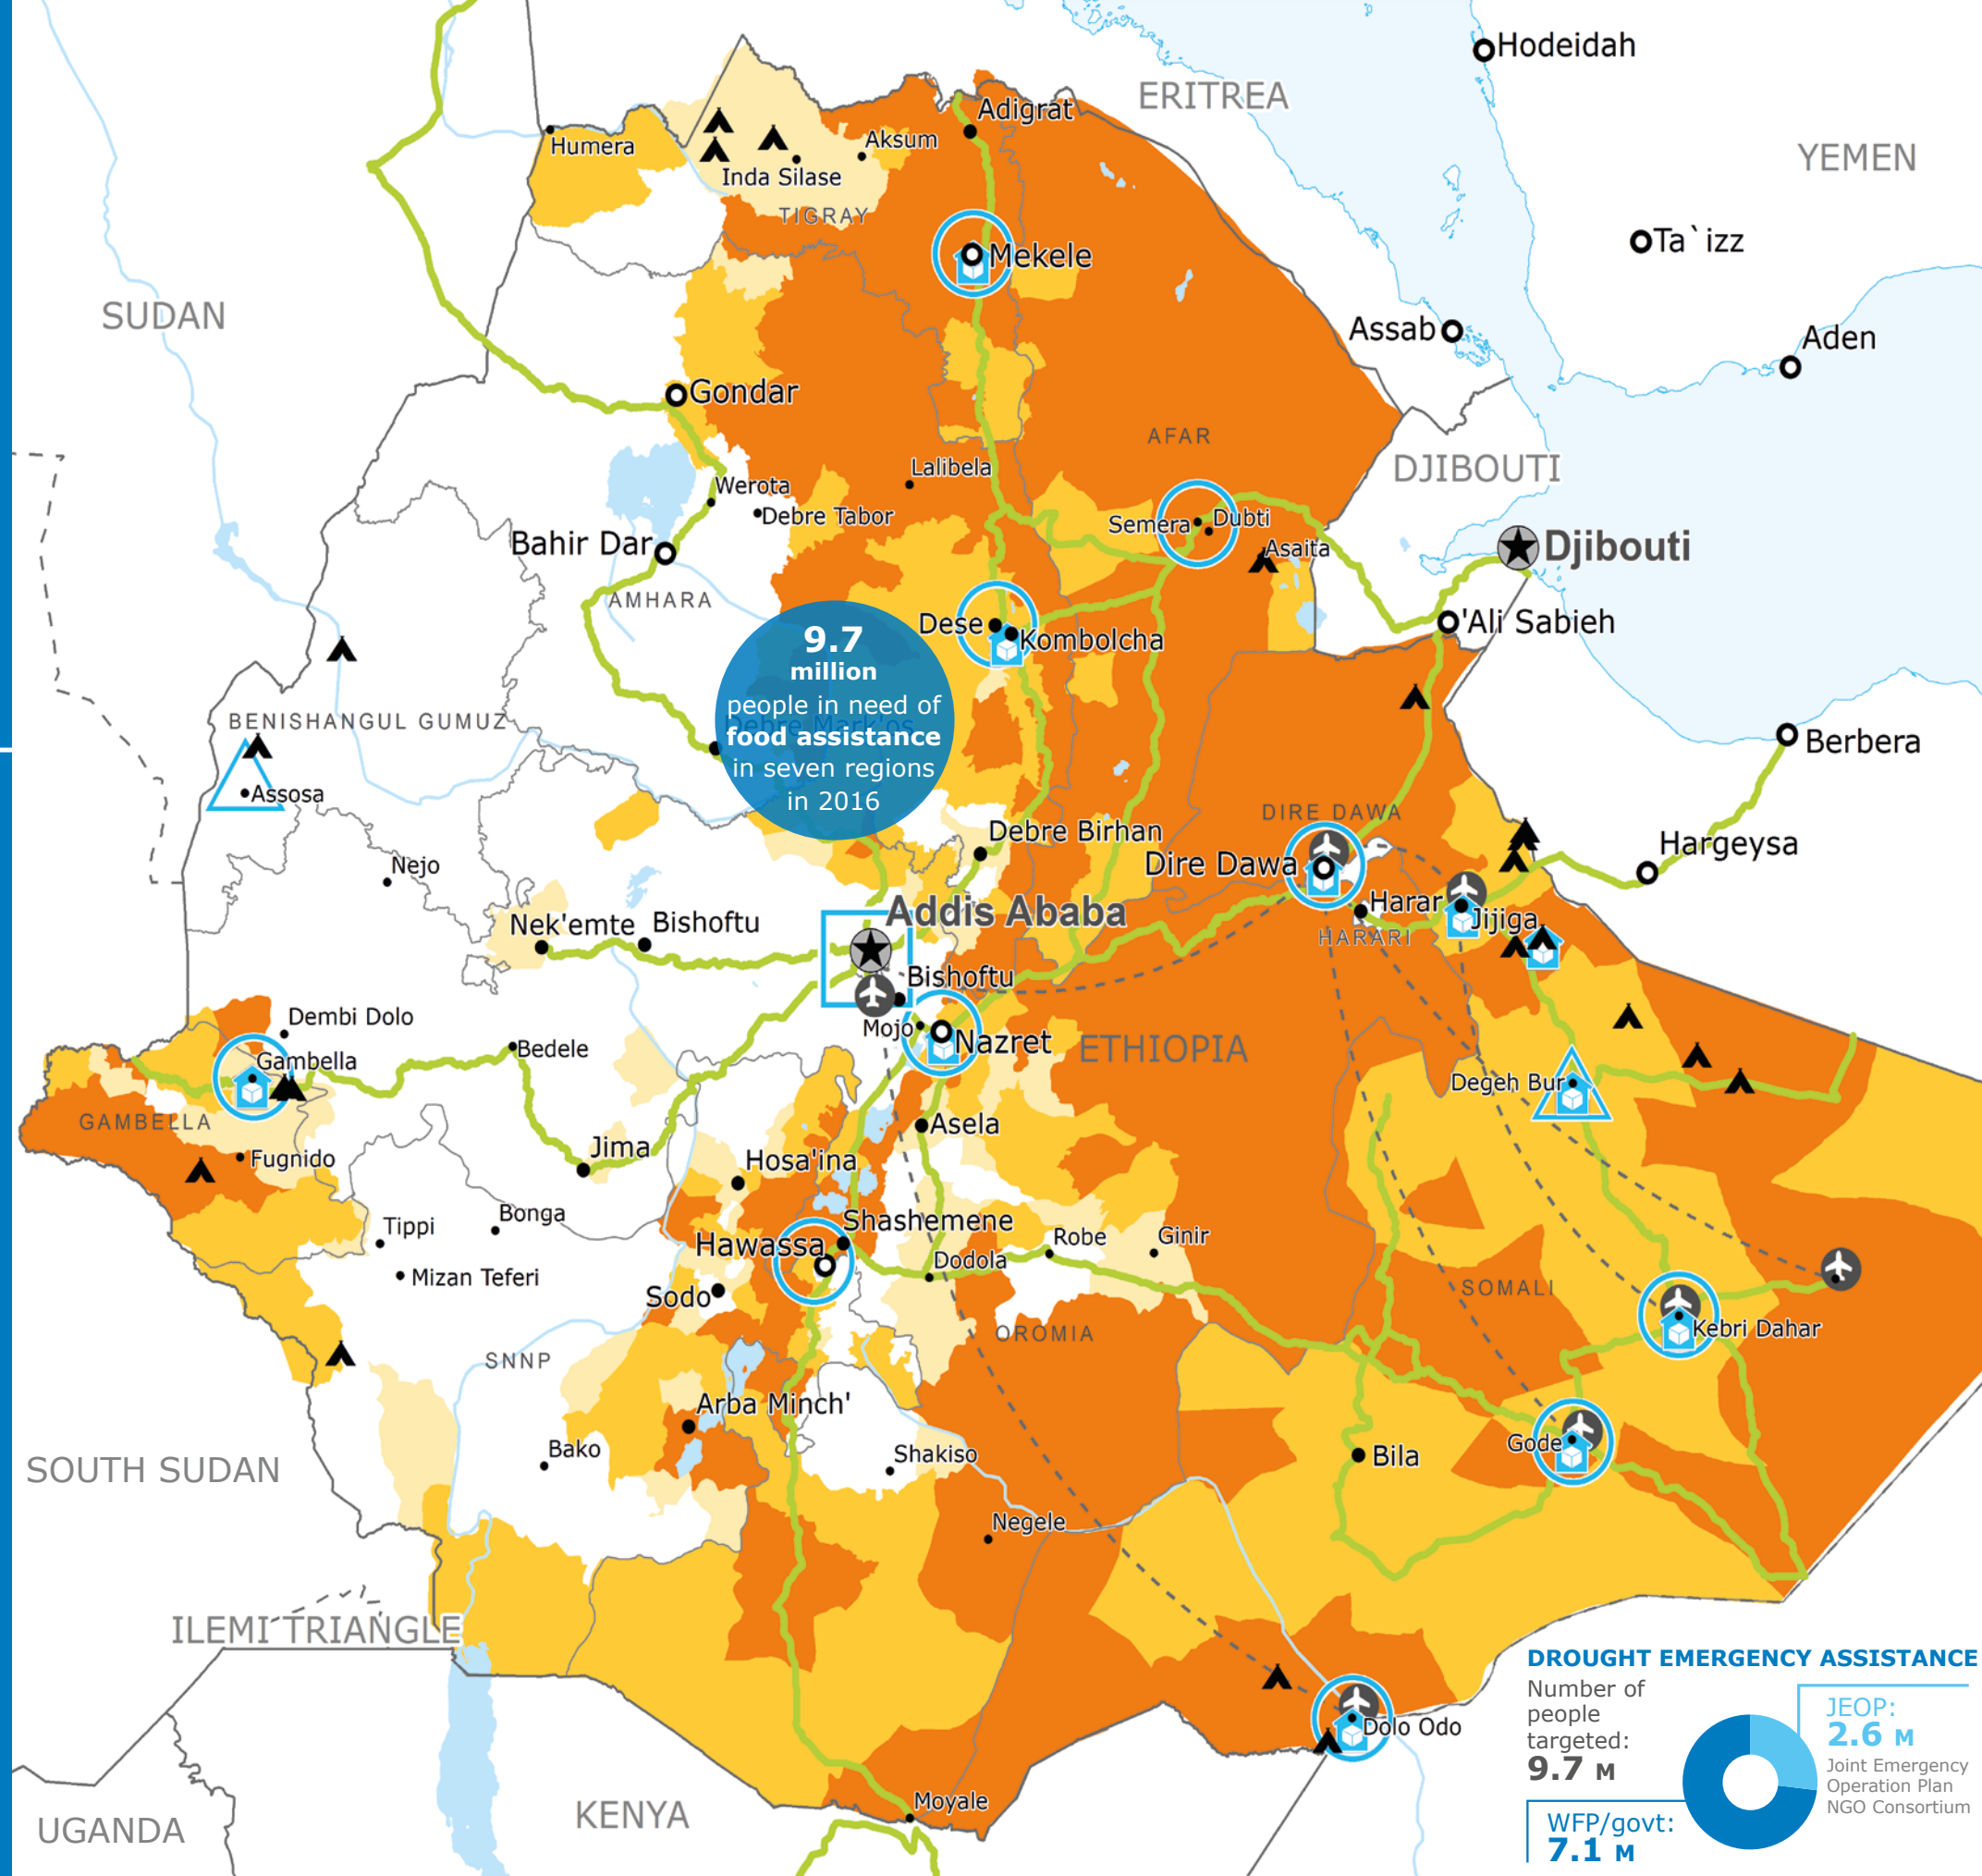 Hodeidah
ERITREA
Adigrat
Humera
Aksum
YEMEN
Inda Silase
TIGRAY
Ta`izz
Mekele
SUDAN
Assab
Aden
Gondar
AFAR
Lalibela
DJIBOUTI
Werota
Debre Tabor
Semera
Dubti
Bahir Dar
Asaita
Djibouti
AMHARA
Dese
'Ali Sabieh
Kombolcha
9.7
million
people in need of
Debre Mark'os
food assistance
in seven regions
in 2016
BENISHANGUL GUMUZ
Berbera
Assosa
DIRE DAWA
Debre Birhan
Hargeysa
Nejo
Dire Dawa
Harar
Addis Ababa
Jijiga
Nek'emte
Bishoftu
HARARI
Bishoftu
Dembi Dolo
Mojo
Nazret
ETHIOPIA
Bedele
Gambella
Degeh Bur
GAMBELLA
Asela
Jima
Fugnido
Hosa'ina
Bonga
Tippi
Shashemene
Robe
Ginir
Hawassa
Dodola
Mizan Teferi
Sodo
SOMALI
Kebri Dahar
OROMIA
SNNP
Arba Minch'
Gode
Bako
Shakiso
Bila
SOUTH SUDAN
Negele
ILEMI TRIANGLE
Dolo Odo
Moyale
KENYA
UGANDA
DROUGHT EMERGENCY ASSISTANCE
Number of
people
targeted:
9.7 M
JEOP:
2.6 M
Joint Emergency
Operation Plan
NGO Consortium
WFP/govt:
7.1 M